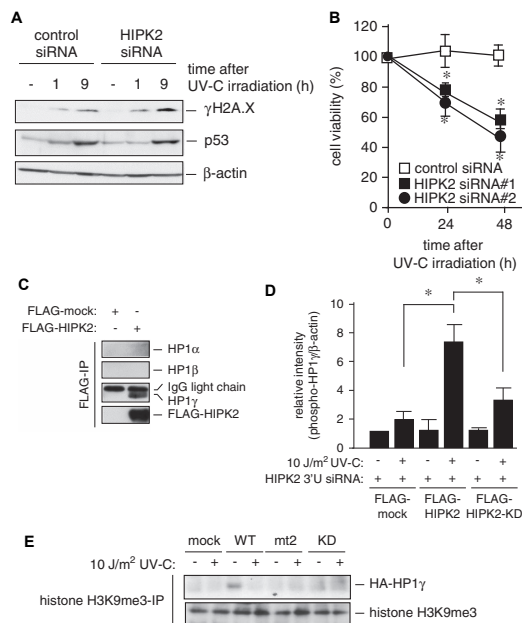 A
control siRNA
HIPK2 siRNA
- 1 9 - 1 9 time after UV-C irradiation (h)
γH2A.X
p53
β-actin
B
cell viability (%)
120
100
80
60
40
20
0
* * * *
control siRNA
HIPK2 siRNA#1
HIPK2 siRNA#2
0 24 48
time after
UV-C irradiation (h)
C
FLAG-mock: + -
FLAG-HIPK2: - +
FLAG-IP
HP1α
HP1β
IgG light chain
HP1γ
FLAG-HIPK2
D
relative intensity
(phospho-HP1γ/β-actin)
10
8
6
4
2
0
* *
10 J/m² UV-C: - + - + - +
HIPK2 3'U siRNA: + + + + + +
FLAG-mock
FLAG-HIPK2
FLAG-HIPK2-KD
E
mock WT mt2 KD
10 J/m² UV-C: - + - + - + - +
histone H3K9me3-IP
HA-HP1γ
histone H3K9me3